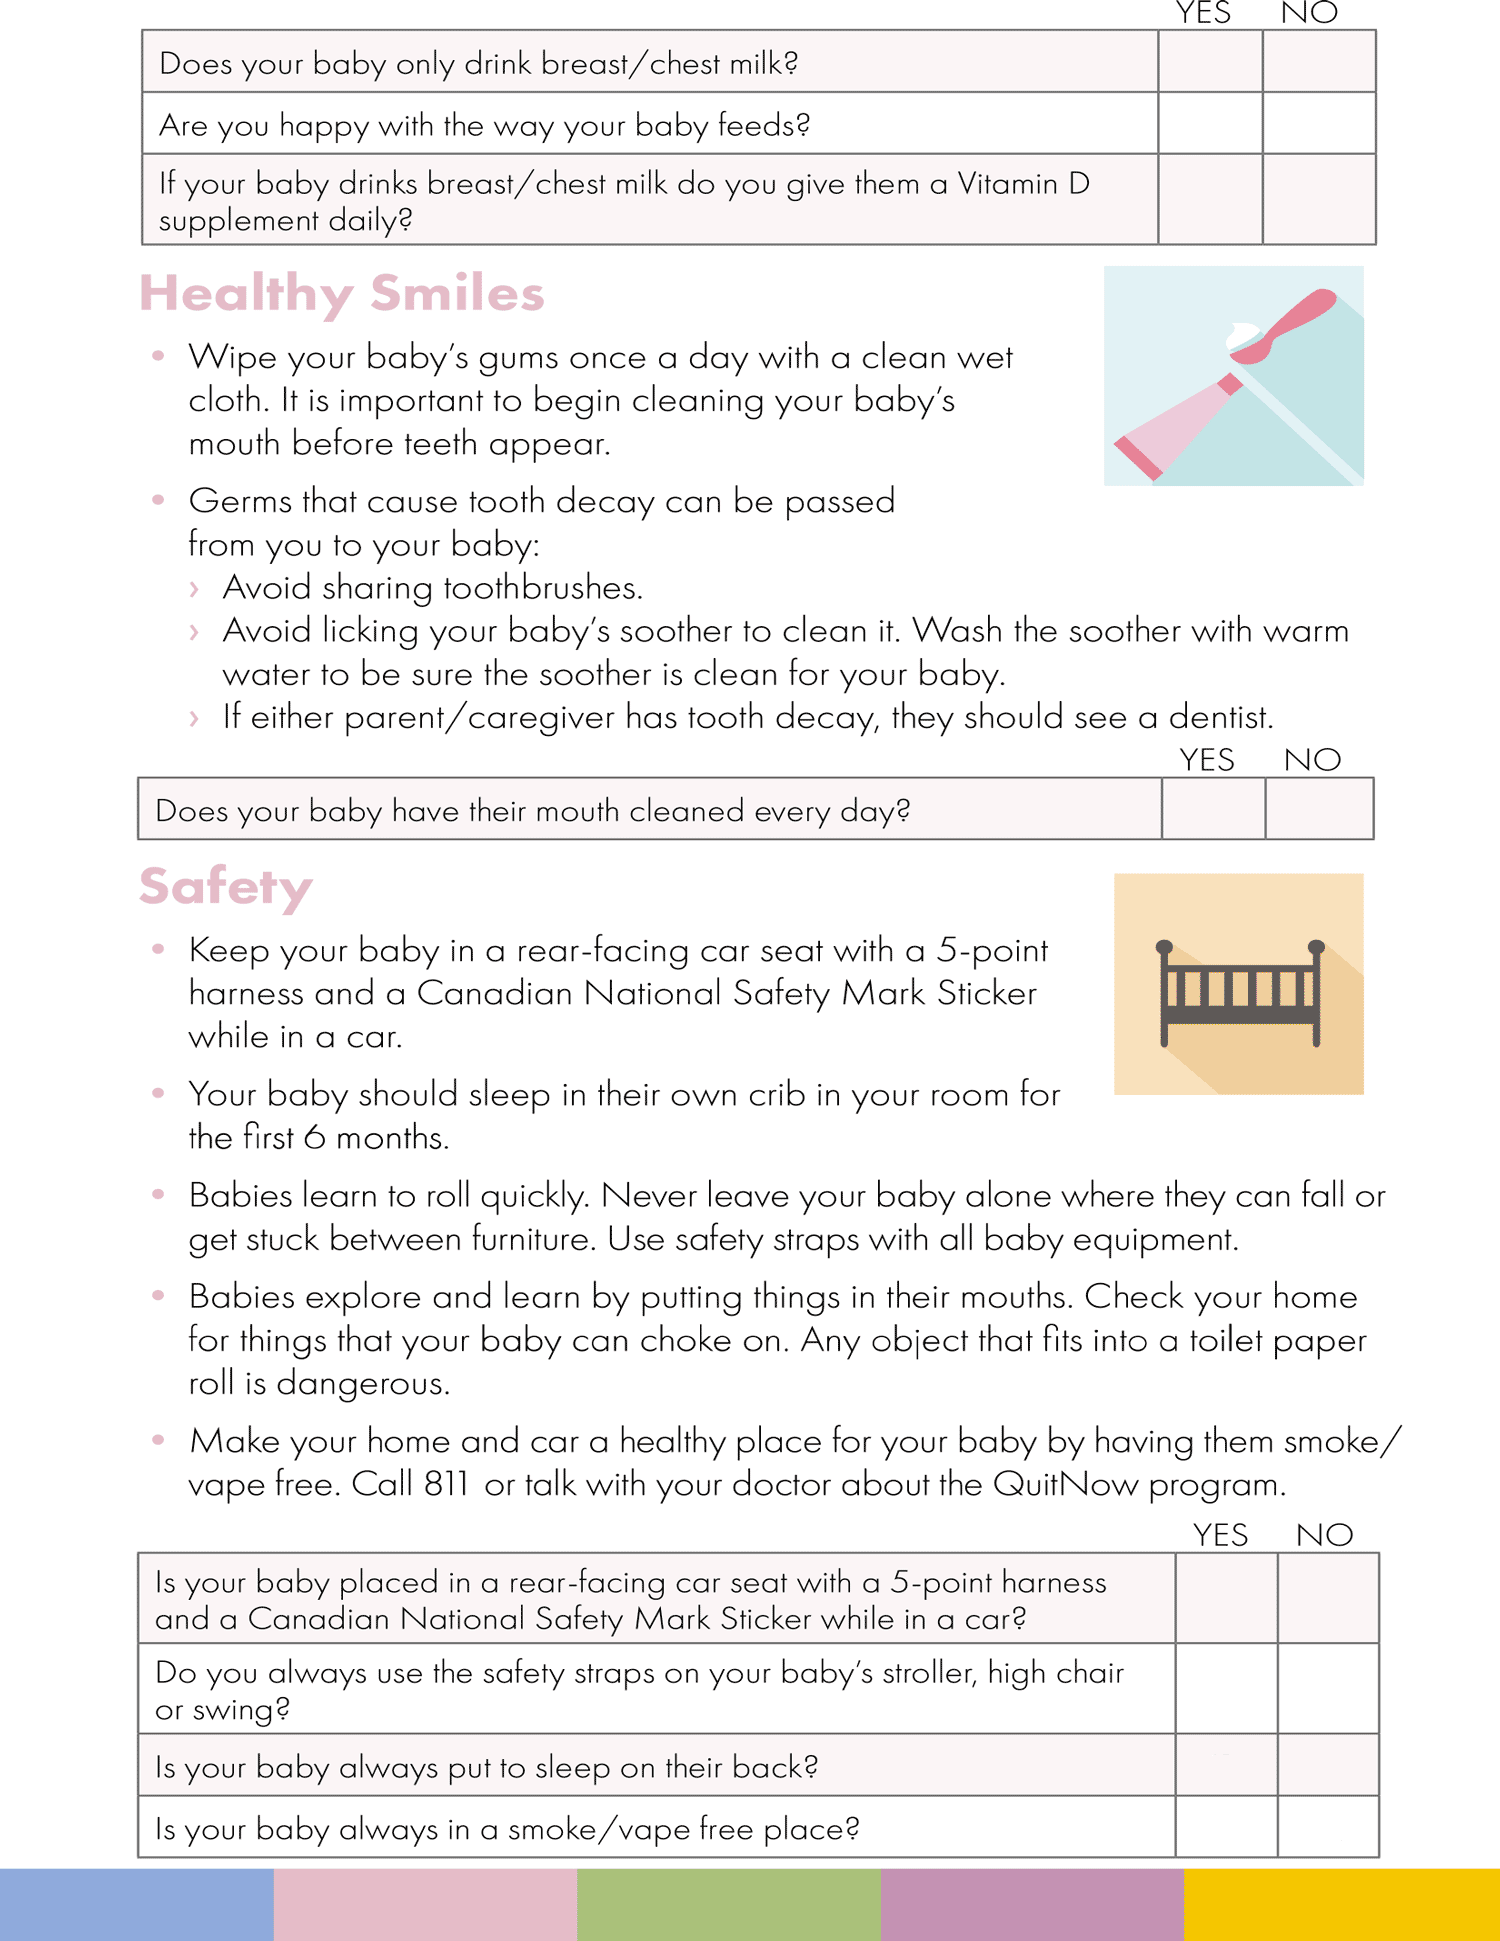 YES NO
Does your baby only drink breast/chest milk?
Are you happy with the way your baby feeds?
If your baby drinks breast/chest milk do you give them a Vitamin D
supplement daily?
Healthy Smiles
• Wipe your baby’s gums once a day with a clean wet
cloth. It is important to begin cleaning your baby’s
mouth before teeth appear.
• Germs that cause tooth decay can be passed
from you to your baby:
› Avoid sharing toothbrushes.
› Avoid licking your baby’s soother to clean it. Wash the soother with warm
water to be sure the soother is clean for your baby.
› If either parent/caregiver has tooth decay, they should see a dentist.
YES NO
Does your baby have their mouth cleaned every day?
Safety
• Keep your baby in a rear-facing car seat with a 5-point
harness and a Canadian National Safety Mark Sticker
while in a car.
• Your baby should sleep in their own crib in your room for
the first 6 months.
• Babies learn to roll quickly. Never leave your baby alone where they can fall or
get stuck between furniture. Use safety straps with all baby equipment.
• Babies explore and learn by putting things in their mouths. Check your home
for things that your baby can choke on. Any object that fits into a toilet paper
roll is dangerous.
• Make your home and car a healthy place for your baby by having them smoke/
vape free. Call 811 or talk with your doctor about the QuitNow program.
YES NO
Is your baby placed in a rear-facing car seat with a 5-point harness
and a Canadian National Safety Mark Sticker while in a car?
Do you always use the safety straps on your baby’s stroller, high chair
or swing?
Is your baby always put to sleep on their back?
Is your baby always in a smoke/vape free place?